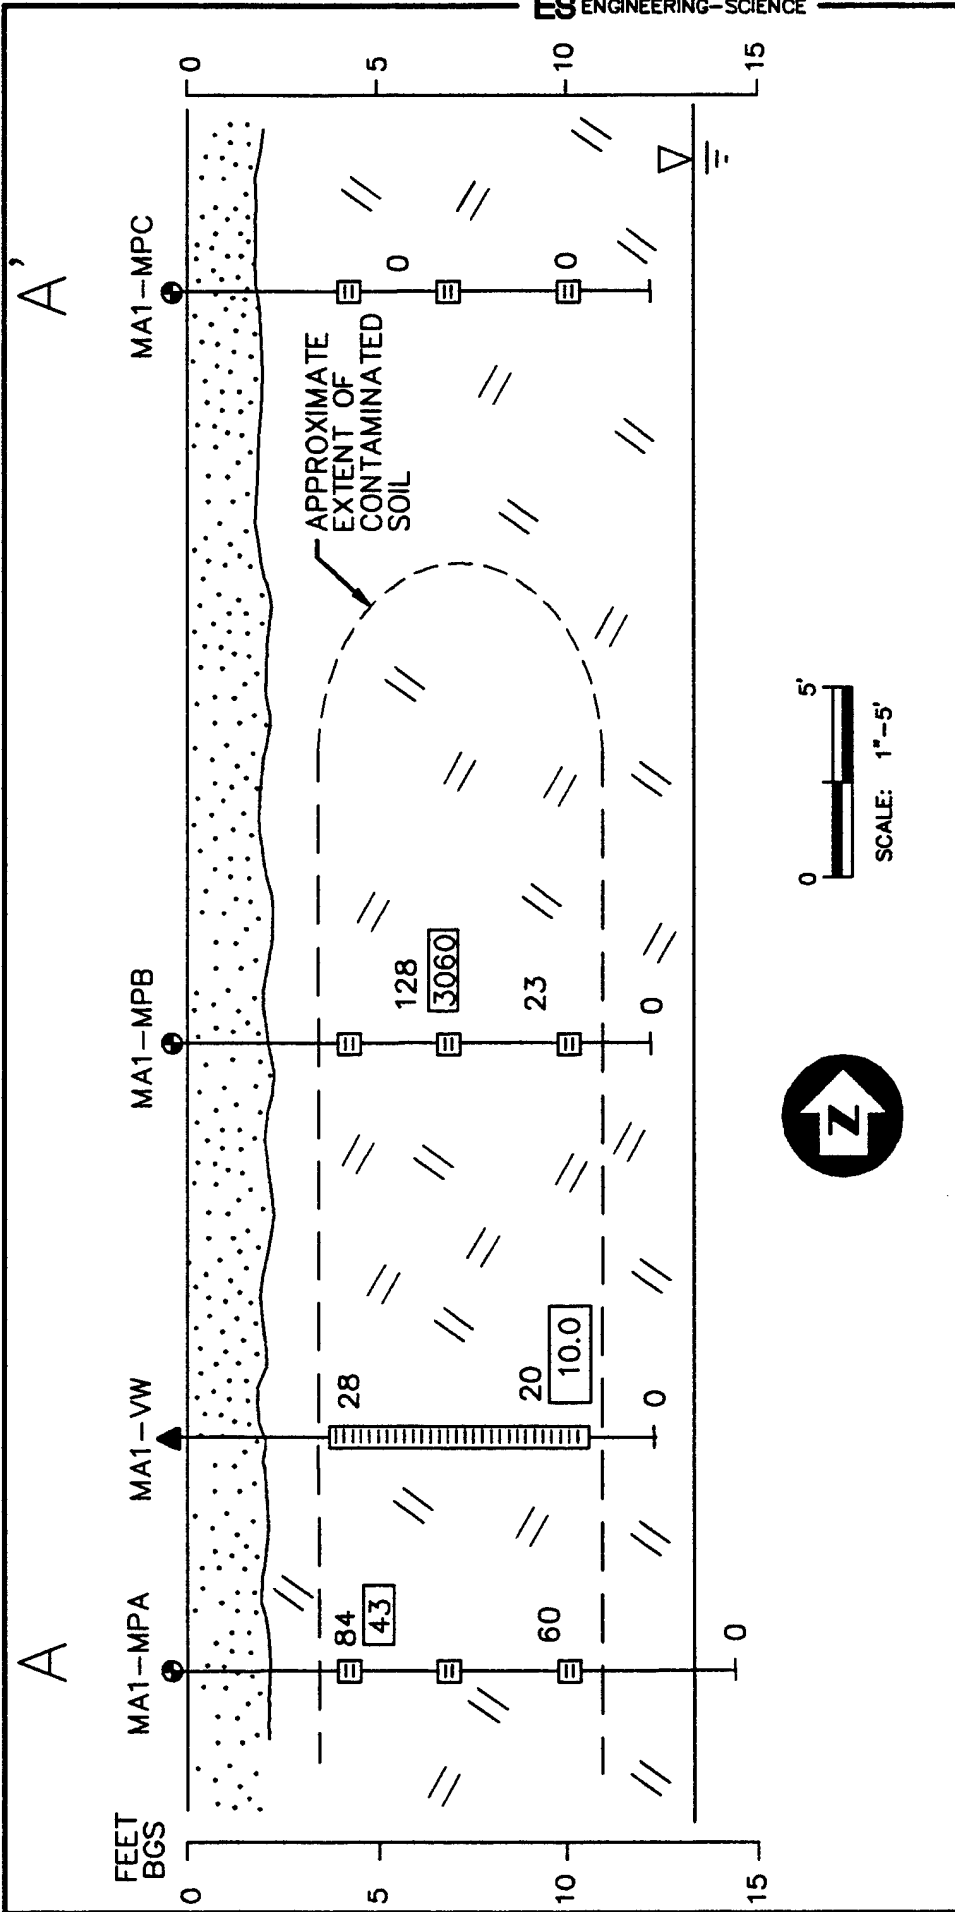 ES ENGINEERING-SCIENCE
A
A'
MA1-MPA
MA1-VW
MA1-MPB
MA1-MPC
FEET
BGS
0
5
10
15
0
5
10
15
84
43
60
0
28
20
10.0
0
128
3060
23
0
0
0
APPROXIMATE
EXTENT OF
CONTAMINATED
SOIL
N
0
5'
SCALE: 1"-5'